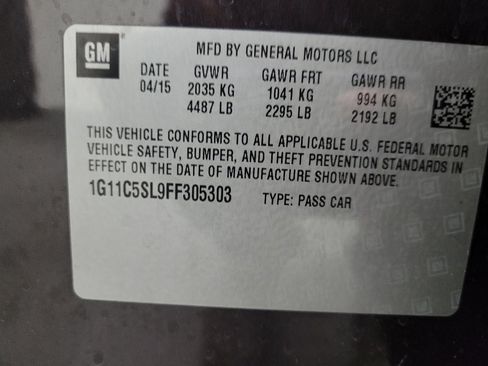 GM
MFD BY GENERAL MOTORS LLC
DATE GVWR GAWR FRT GAWR RR
04/15 2035 KG 1041 KG 994 KG
4487 LB 2295 LB 2192 LB
THIS VEHICLE CONFORMS TO ALL APPLICABLE U.S. FEDERAL MOTOR
VEHICLE SAFETY, BUMPER, AND THEFT PREVENTION STANDARDS IN
EFFECT ON THE DATE OF MANUFACTURE SHOWN ABOVE.
1G11C5SL9FF305303 TYPE: PASS CAR